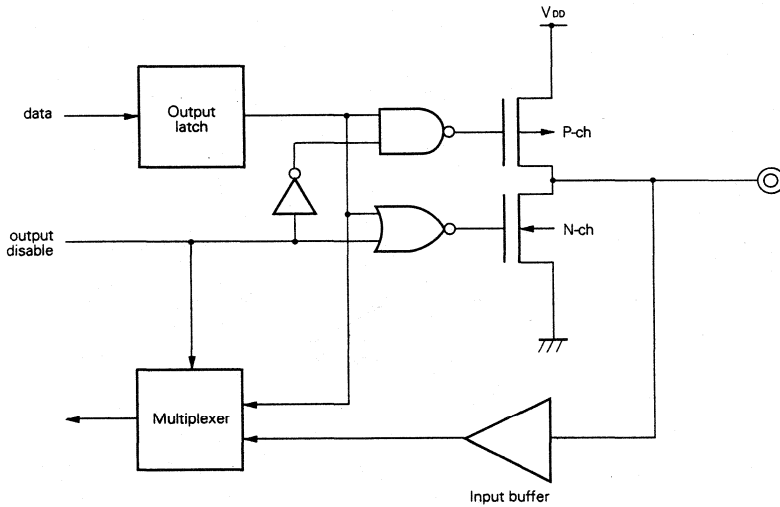 VDD
data
Output
latch
P-ch
output
disable
N-ch
Multiplexer
Input buffer